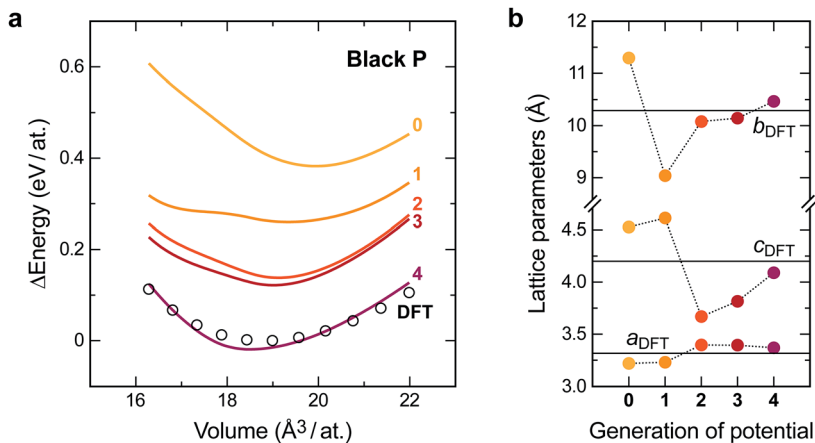 a
Black P
0.6
0.4
0.2
0
ΔEnergy (eV / at.)
0
1
2
3
4
DFT
16
18
20
22
Volume (Å3 / at.)
b
11
10
9
4.5
4.0
3.5
3.0
Lattice parameters (Å)
bDFT
cDFT
aDFT
0 1 2 3 4
Generation of potential